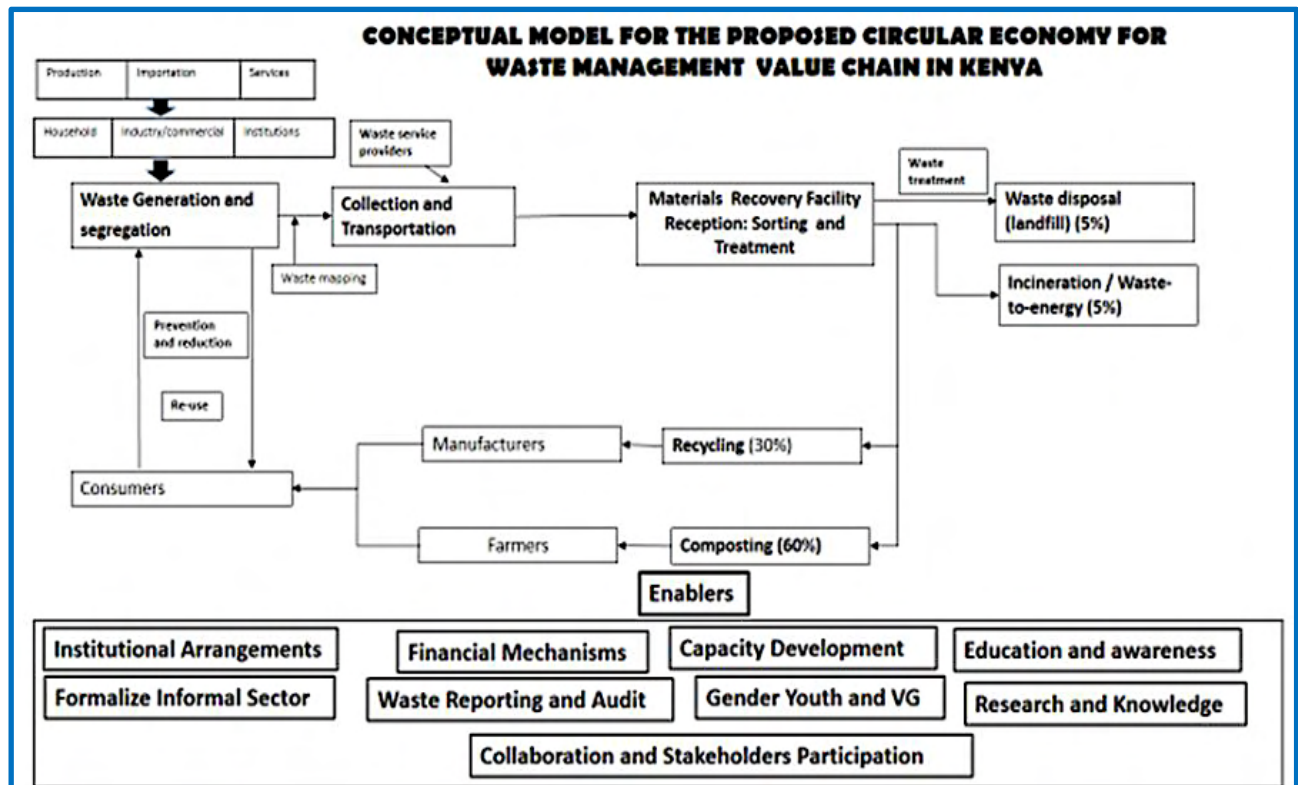 CONCEPTUAL MODEL FOR THE PROPOSED CIRCULAR ECONOMY FOR
WASTE MANAGEMENT VALUE CHAIN IN KENYA
Production
Importation
Services
Household
Industry/commercial
Institutions
Waste service
providers
Waste
treatment
Waste Generation and
segregation
Collection and
Transportation
Materials Recovery Facility
Reception: Sorting and
Treatment
Waste disposal
(landfill) (5%)
Waste mapping
Incineration / Waste-
to-energy (5%)
Prevention
and reduction
Re-use
Manufacturers
Recycling (30%)
Consumers
Farmers
Composting (60%)
Enablers
Institutional Arrangements
Financial Mechanisms
Capacity Development
Education and awareness
Formalize Informal Sector
Waste Reporting and Audit
Gender Youth and VG
Research and Knowledge
Collaboration and Stakeholders Participation